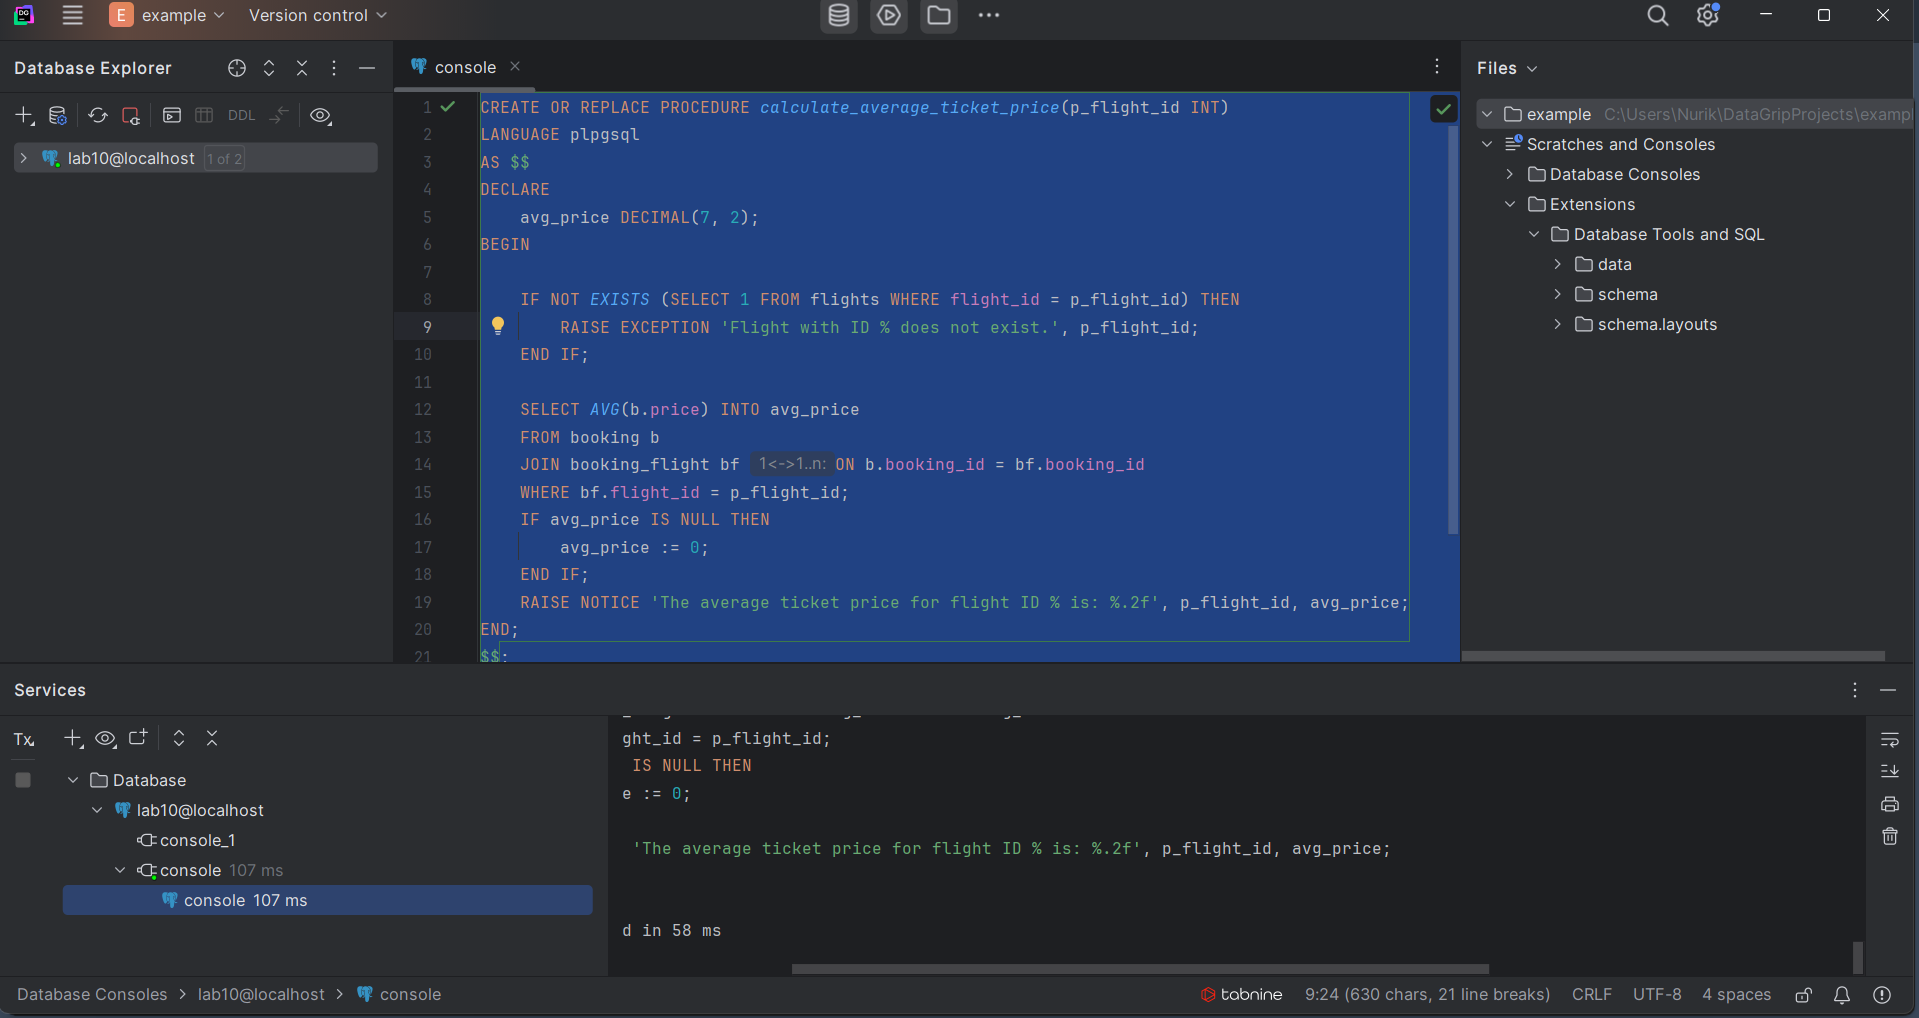 E example Version control
Database Explorer
DDL
lab10@localhost 1 of 2
console
1 CREATE OR REPLACE PROCEDURE calculate_average_ticket_price(p_flight_id INT)
2 LANGUAGE plpgsql
3 AS $$
4 DECLARE
5 avg_price DECIMAL(7, 2);
6 BEGIN
7
8 IF NOT EXISTS (SELECT 1 FROM flights WHERE flight_id = p_flight_id) THEN
9 RAISE EXCEPTION 'Flight with ID % does not exist.', p_flight_id;
10 END IF;
11
12 SELECT AVG(b.price) INTO avg_price
13 FROM booking b
14 JOIN booking_flight bf 1<->1..n: ON b.booking_id = bf.booking_id
15 WHERE bf.flight_id = p_flight_id;
16 IF avg_price IS NULL THEN
17 avg_price := 0;
18 END IF;
19 RAISE NOTICE 'The average ticket price for flight ID % is: %.2f', p_flight_id, avg_price;
20 END;
21 $$;
Files
example C:\Users\Nurik\DataGripProjects\exampl
Scratches and Consoles
Database Consoles
Extensions
Database Tools and SQL
data
schema
schema.layouts
Services
Tx
Database
lab10@localhost
console_1
console 107 ms
console 107 ms
ght_id = p_flight_id;
IS NULL THEN
e := 0;
'The average ticket price for flight ID % is: %.2f', p_flight_id, avg_price;
d in 58 ms
Database Consoles > lab10@localhost > console
tabnine 9:24 (630 chars, 21 line breaks) CRLF UTF-8 4 spaces